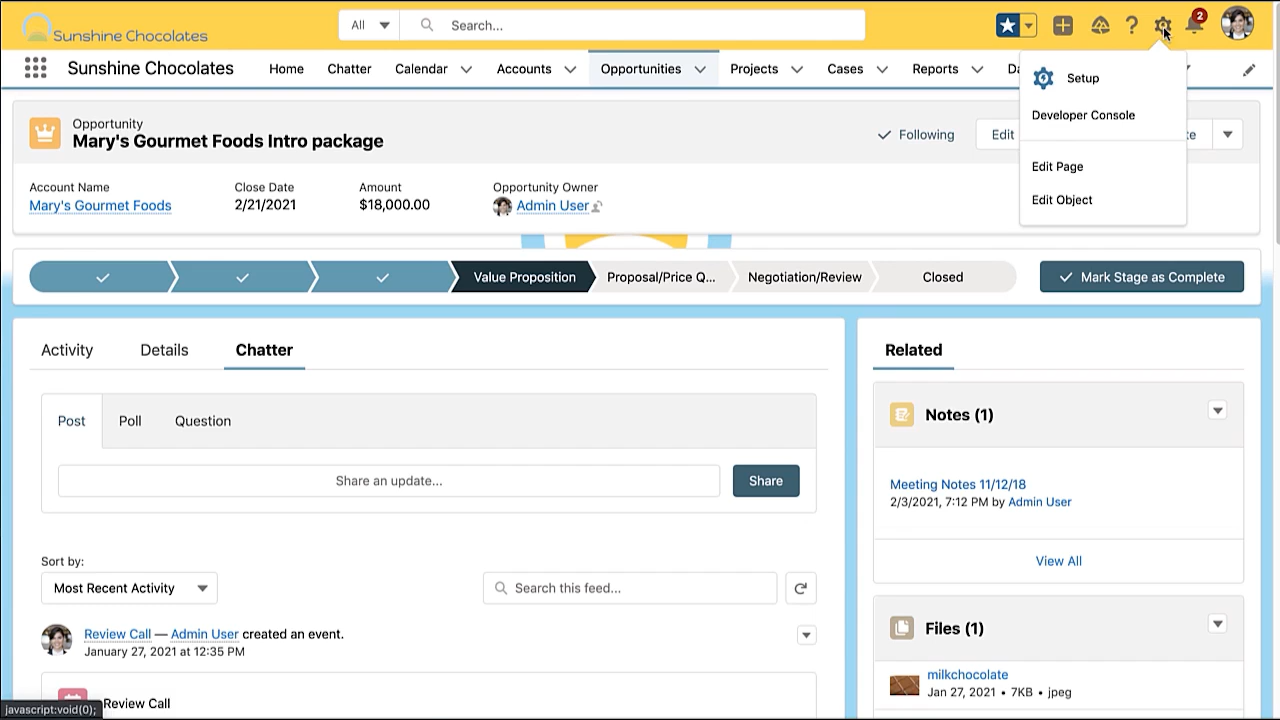 Sunshine Chocolates
All
Search...
2
Sunshine Chocolates
Home
Chatter
Calendar
Accounts
Opportunities
Projects
Cases
Reports
Da
Setup
Developer Console
Edit Page
Edit Object
Opportunity
Mary's Gourmet Foods Intro package
Following
Edit
te
Account Name
Close Date
Amount
Opportunity Owner
Mary's Gourmet Foods
2/21/2021
$18,000.00
Admin User
Value Proposition
Proposal/Price Q...
Negotiation/Review
Closed
Mark Stage as Complete
Activity
Details
Chatter
Post
Poll
Question
Share an update...
Share
Sort by:
Most Recent Activity
Search this feed...
Review Call — Admin User created an event.
January 27, 2021 at 12:35 PM
Review Call
Related
Notes (1)
Meeting Notes 11/12/18
2/3/2021, 7:12 PM by Admin User
View All
Files (1)
milkchocolate
Jan 27, 2021 • 7KB • jpeg
javascript:void(0);